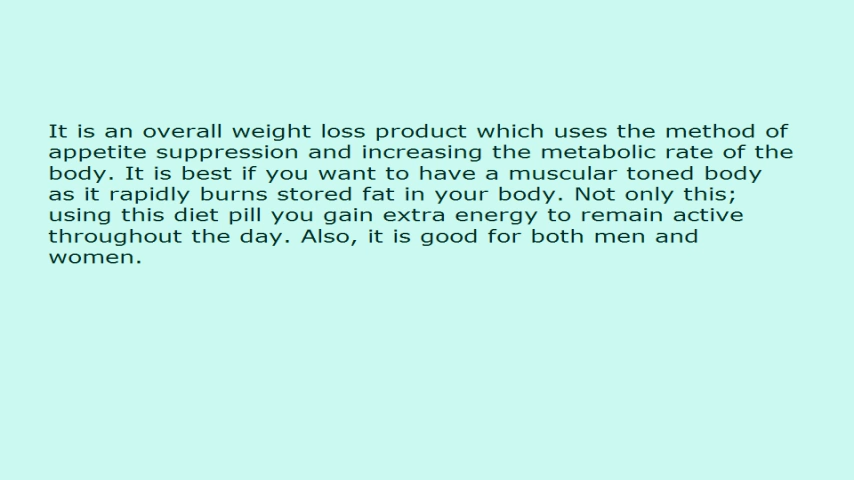 It is an overall weight loss product which uses the method of
appetite suppression and increasing the metabolic rate of the
body. It is best if you want to have a muscular toned body
as it rapidly burns stored fat in your body. Not only this;
using this diet pill you gain extra energy to remain active
throughout the day. Also, it is good for both men and
women.